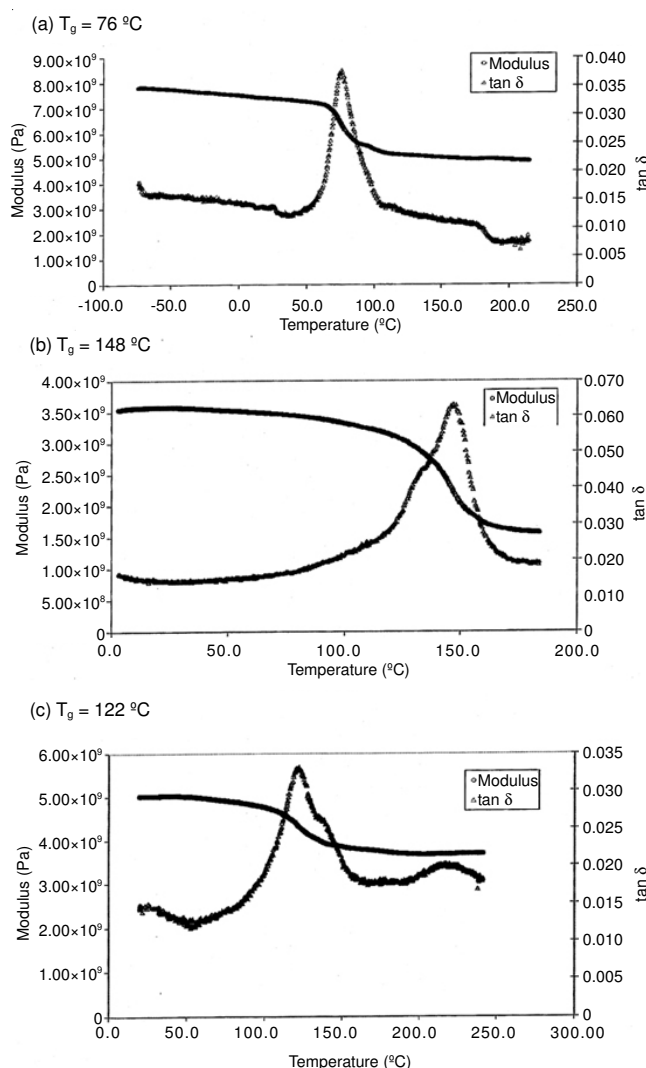 (a) Tg = 76 ºC
9.00×10⁹
8.00×10⁹
7.00×10⁹
6.00×10⁹
5.00×10⁹
4.00×10⁹
3.00×10⁹
2.00×10⁹
1.00×10⁹
0
Modulus (Pa)
Modulus
tan δ
0.040
0.035
0.030
0.025
0.020
0.015
0.010
0.005
0
tan δ
-100.0 -50.0 0.0 50.0 100.0 150.0 200.0 250.0
Temperature (ºC)
(b) Tg = 148 ºC
4.00×10⁹
3.50×10⁹
3.00×10⁹
2.50×10⁹
2.00×10⁹
1.50×10⁹
1.00×10⁹
5.00×10⁸
0
Modulus (Pa)
Modulus
tan δ
0.070
0.060
0.050
0.040
0.030
0.020
0.010
0
tan δ
0.0 50.0 100.0 150.0 200.0
Temperature (ºC)
(c) Tg = 122 ºC
6.00×10⁹
5.00×10⁹
4.00×10⁹
3.00×10⁹
2.00×10⁹
1.00×10⁹
0
Modulus (Pa)
Modulus
tan δ
0.035
0.030
0.025
0.020
0.015
0.010
0.005
0.000
tan δ
0.0 50.0 100.0 150.0 200.0 250.0 300.00
Temperature (ºC)